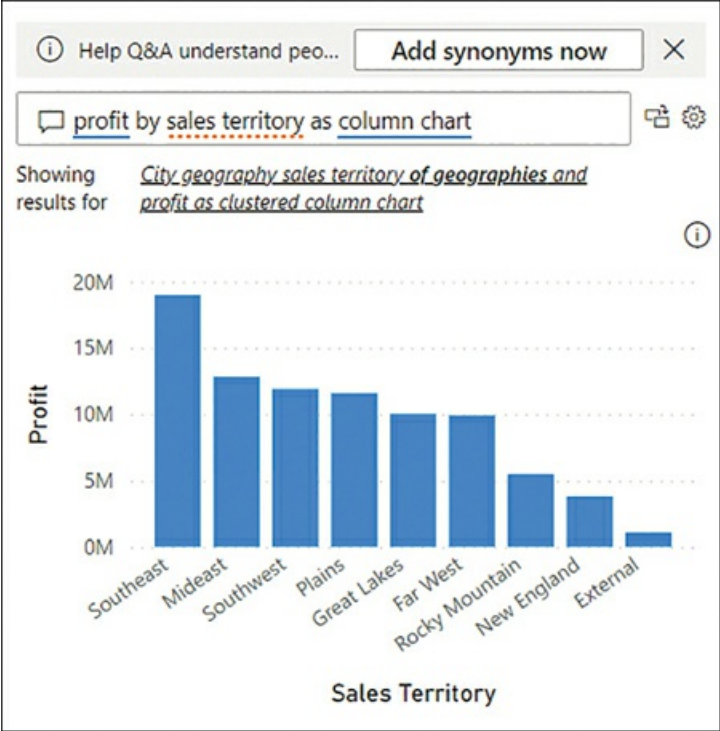 Help Q&A understand peo... Add synonyms now
profit by sales territory as column chart
Showing results for
City geography sales territory of geographies and
profit as clustered column chart
20M
15M
10M
5M
0M
Profit
Southeast
Mideast
Southwest
Plains
Great Lakes
Far West
Rocky Mountain
New England
External
Sales Territory